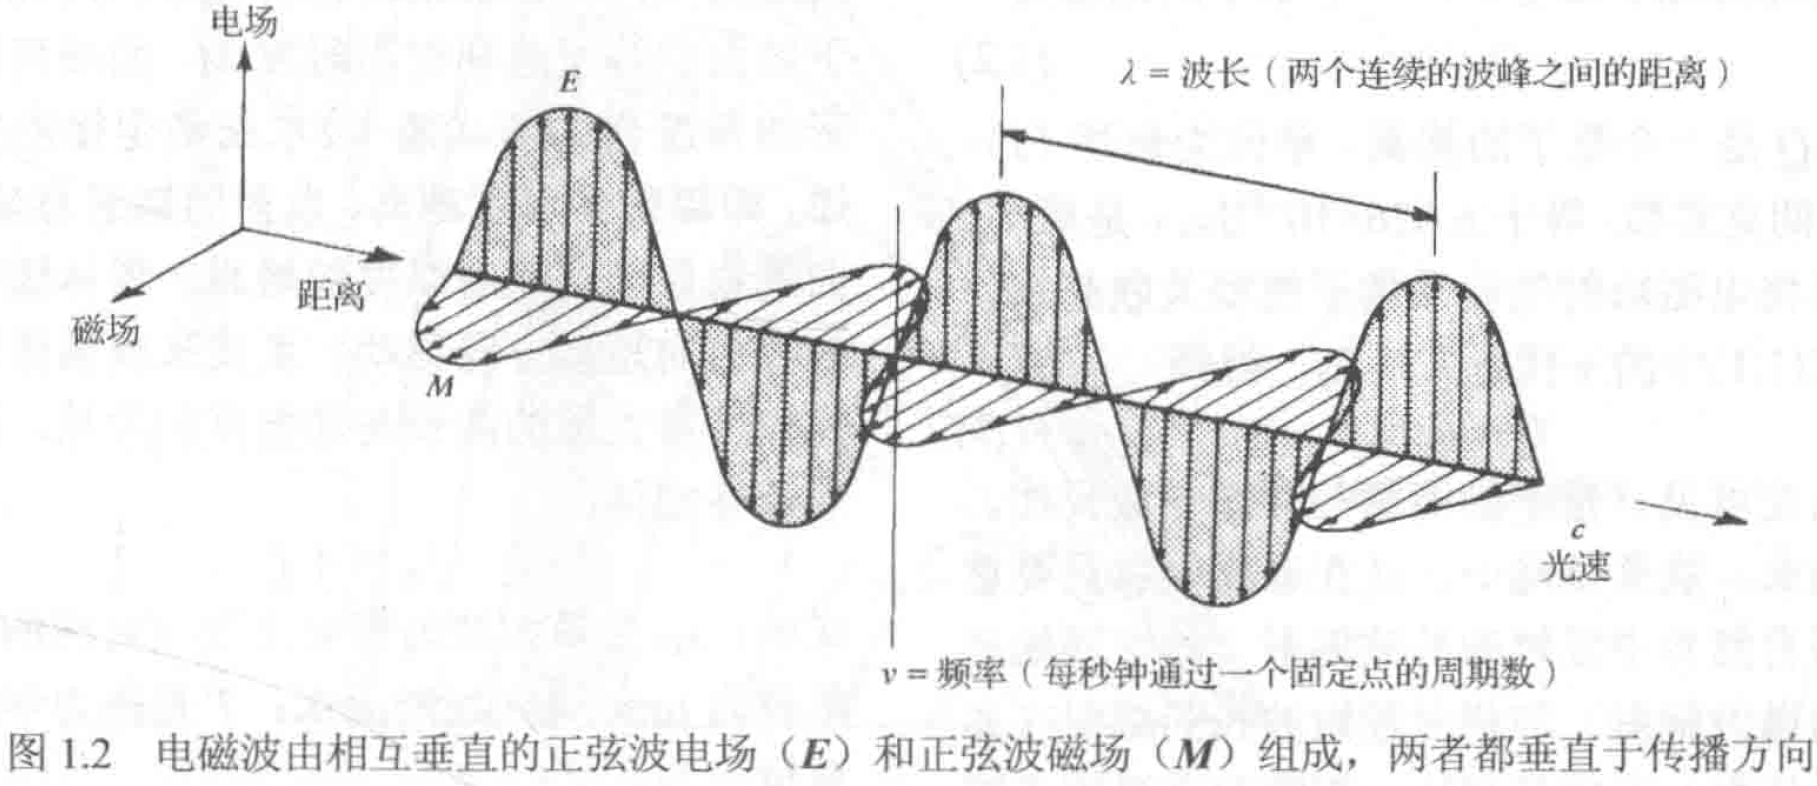 电场
E
λ = 波长（两个连续的波峰之间的距离）
距离
磁场
M
c
光速
v = 频率（每秒钟通过一个固定点的周期数）
图 1.2 电磁波由相互垂直的正弦波电场（E）和正弦波磁场（M）组成，两者都垂直于传播方向